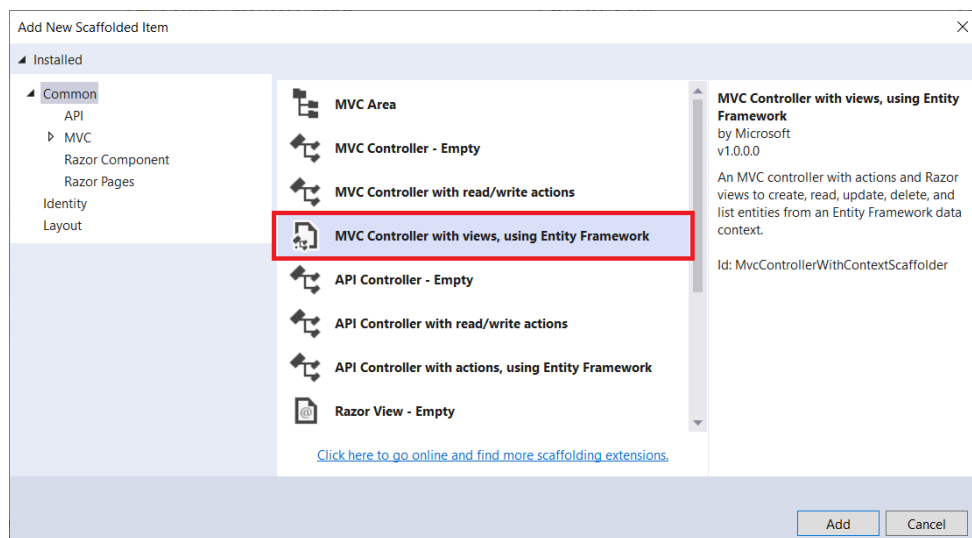 Add New Scaffolded Item
Installed
Common
API
MVC
Razor Component
Razor Pages
Identity
Layout
MVC Area
MVC Controller - Empty
MVC Controller with read/write actions
MVC Controller with views, using Entity Framework
API Controller - Empty
API Controller with read/write actions
API Controller with actions, using Entity Framework
Razor View - Empty
Click here to go online and find more scaffolding extensions.
MVC Controller with views, using Entity
Framework
by Microsoft
v1.0.0.0
An MVC controller with actions and Razor
views to create, read, update, delete, and
list entities from an Entity Framework data
context.
Id: MvcControllerWithContextScaffolder
Add
Cancel